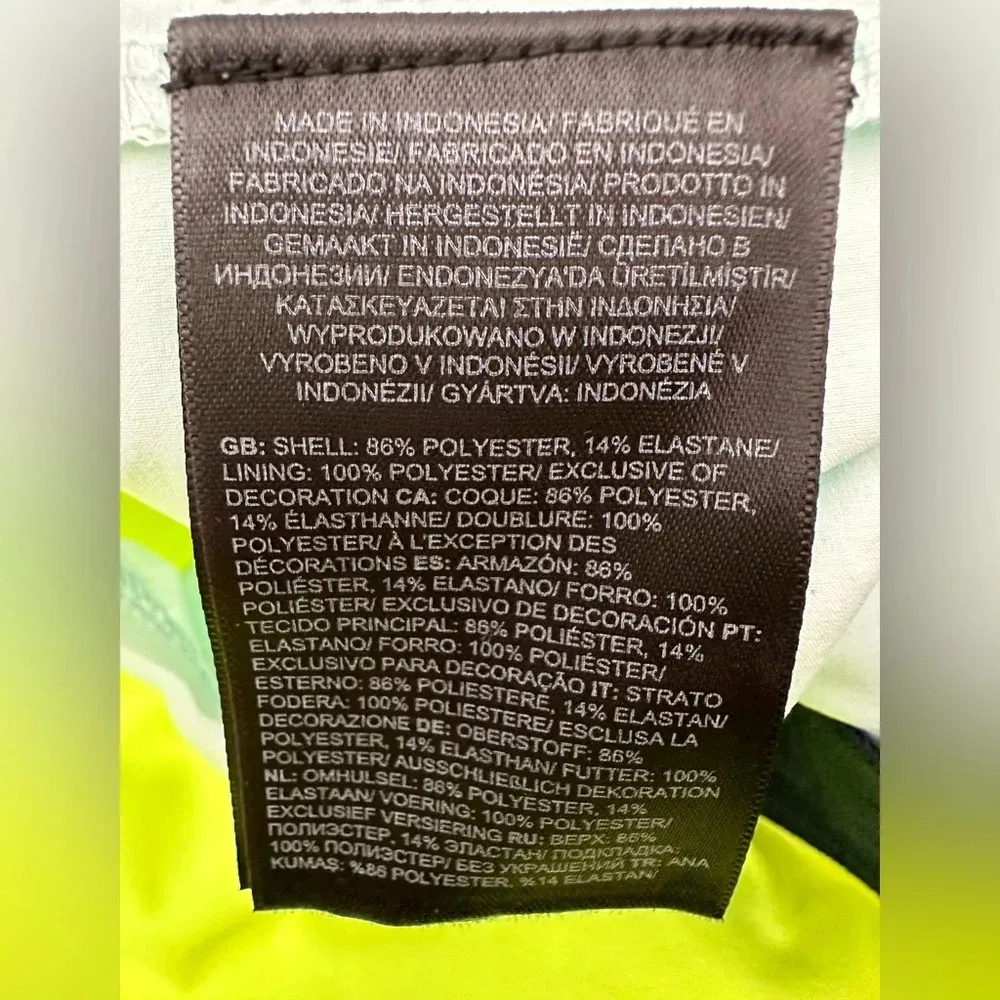 MADE IN INDONESIA/ FABRIQUÉ EN
INDONESIE/ FABRICADO EN INDONESIA/
FABRICADO NA INDONÉSIA/ PRODOTTO IN
INDONESIA/ HERGESTELLT IN INDONESIEN/
GEMAAKT IN INDONESIË/ СДЕЛАНО В
ИНДОНЕЗИИ/ ENDONEZYA'DA ÜRETİLMİŞTİR/
ΚΑΤΑΣΚΕΥΑΖΕΤΑΙ ΣΤΗΝ ΙΝΔΟΝΗΣΙΑ/
WYPRODUKOWANO W INDONEZJI/
VYROBENO V INDONÉSII/ VYROBENÉ V
INDONÉZII/ GYÁRTVA: INDONÉZIA
GB: SHELL: 86% POLYESTER, 14% ELASTANE/
LINING: 100% POLYESTER/ EXCLUSIVE OF
DECORATION CA: COQUE: 86% POLYESTER,
14% ÉLASTHANNE/ DOUBLURE: 100%
POLYESTER/ À L'EXCEPTION DES
DÉCORATIONS ES: ARMAZÓN: 86%
POLIÉSTER, 14% ELASTANO/ FORRO: 100%
POLIÉSTER/ EXCLUSIVO DE DECORACIÓN PT:
TECIDO PRINCIPAL: 86% POLIÉSTER, 14%
ELASTANO/ FORRO: 100% POLIÉSTER/
EXCLUSIVO PARA DECORAÇÃO IT: STRATO
ESTERNO: 86% POLIESTERE, 14% ELASTAN/
FODERA: 100% POLIESTERE/ ESCLUSA LA
DECORAZIONE DE: OBERSTOFF: 86%
POLYESTER, 14% ELASTHAN/ FUTTER: 100%
POLYESTER/ AUSSCHLIEßLICH DEKORATION
NL: OMHULSEL: 86% POLYESTER, 14%
ELASTAAN/ VOERING: 100% POLYESTER/
EXCLUSIEF VERSIERING RU: ВЕРХ: 86%
ПОЛИЭСТЕР, 14% ЭЛАСТАН/ ПОДКЛАДКА:
100% ПОЛИЭСТЕР/ БЕЗ УКРАШЕНИЙ TR: ANA
KUMAŞ: %86 POLYESTER, %14 ELASTAN/